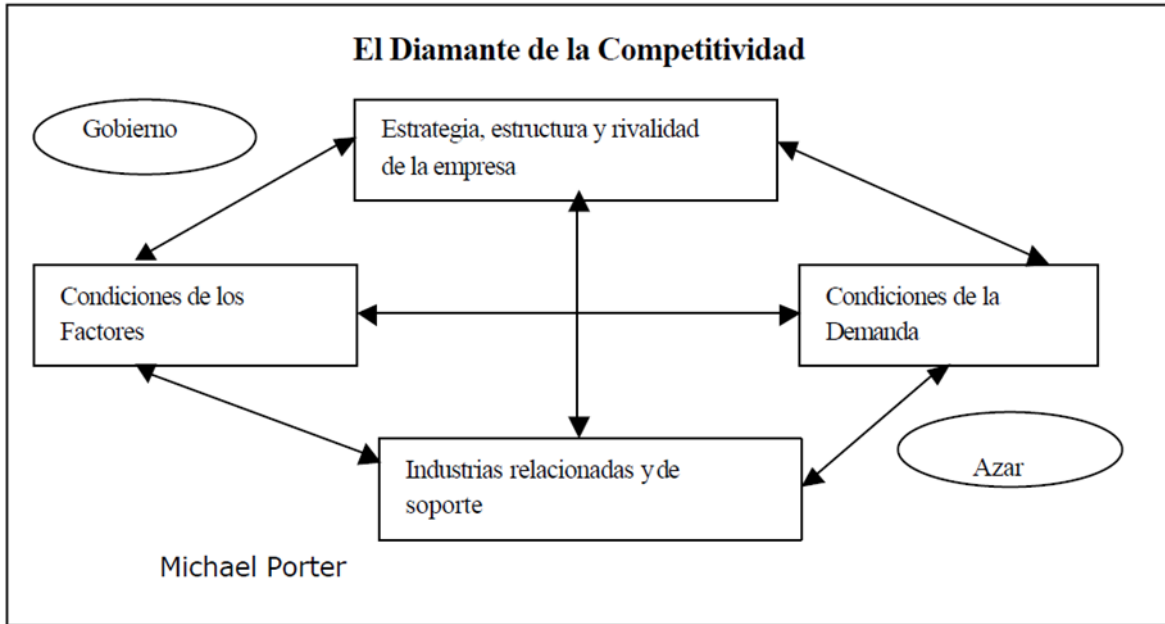 El Diamante de la Competitividad
Gobierno
Estrategia, estructura y rivalidad
de la empresa
Condiciones de los
Factores
Condiciones de la
Demanda
Industrias relacionadas y de
soporte
Azar
Michael Porter